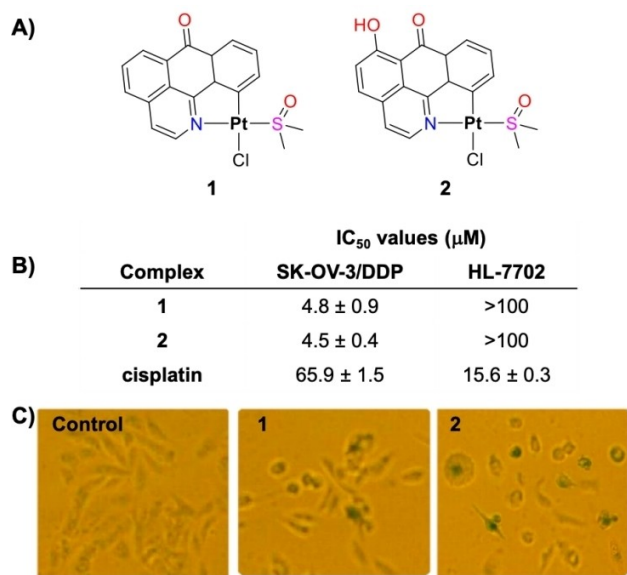 A)
O
N Pt S O
Cl
1
HO O
N Pt S O
Cl
2
B)
IC₅₀ values (μM)
Complex SK-OV-3/DDP HL-7702
1 4.8 ± 0.9 >100
2 4.5 ± 0.4 >100
cisplatin 65.9 ± 1.5 15.6 ± 0.3
C)
Control
1
2